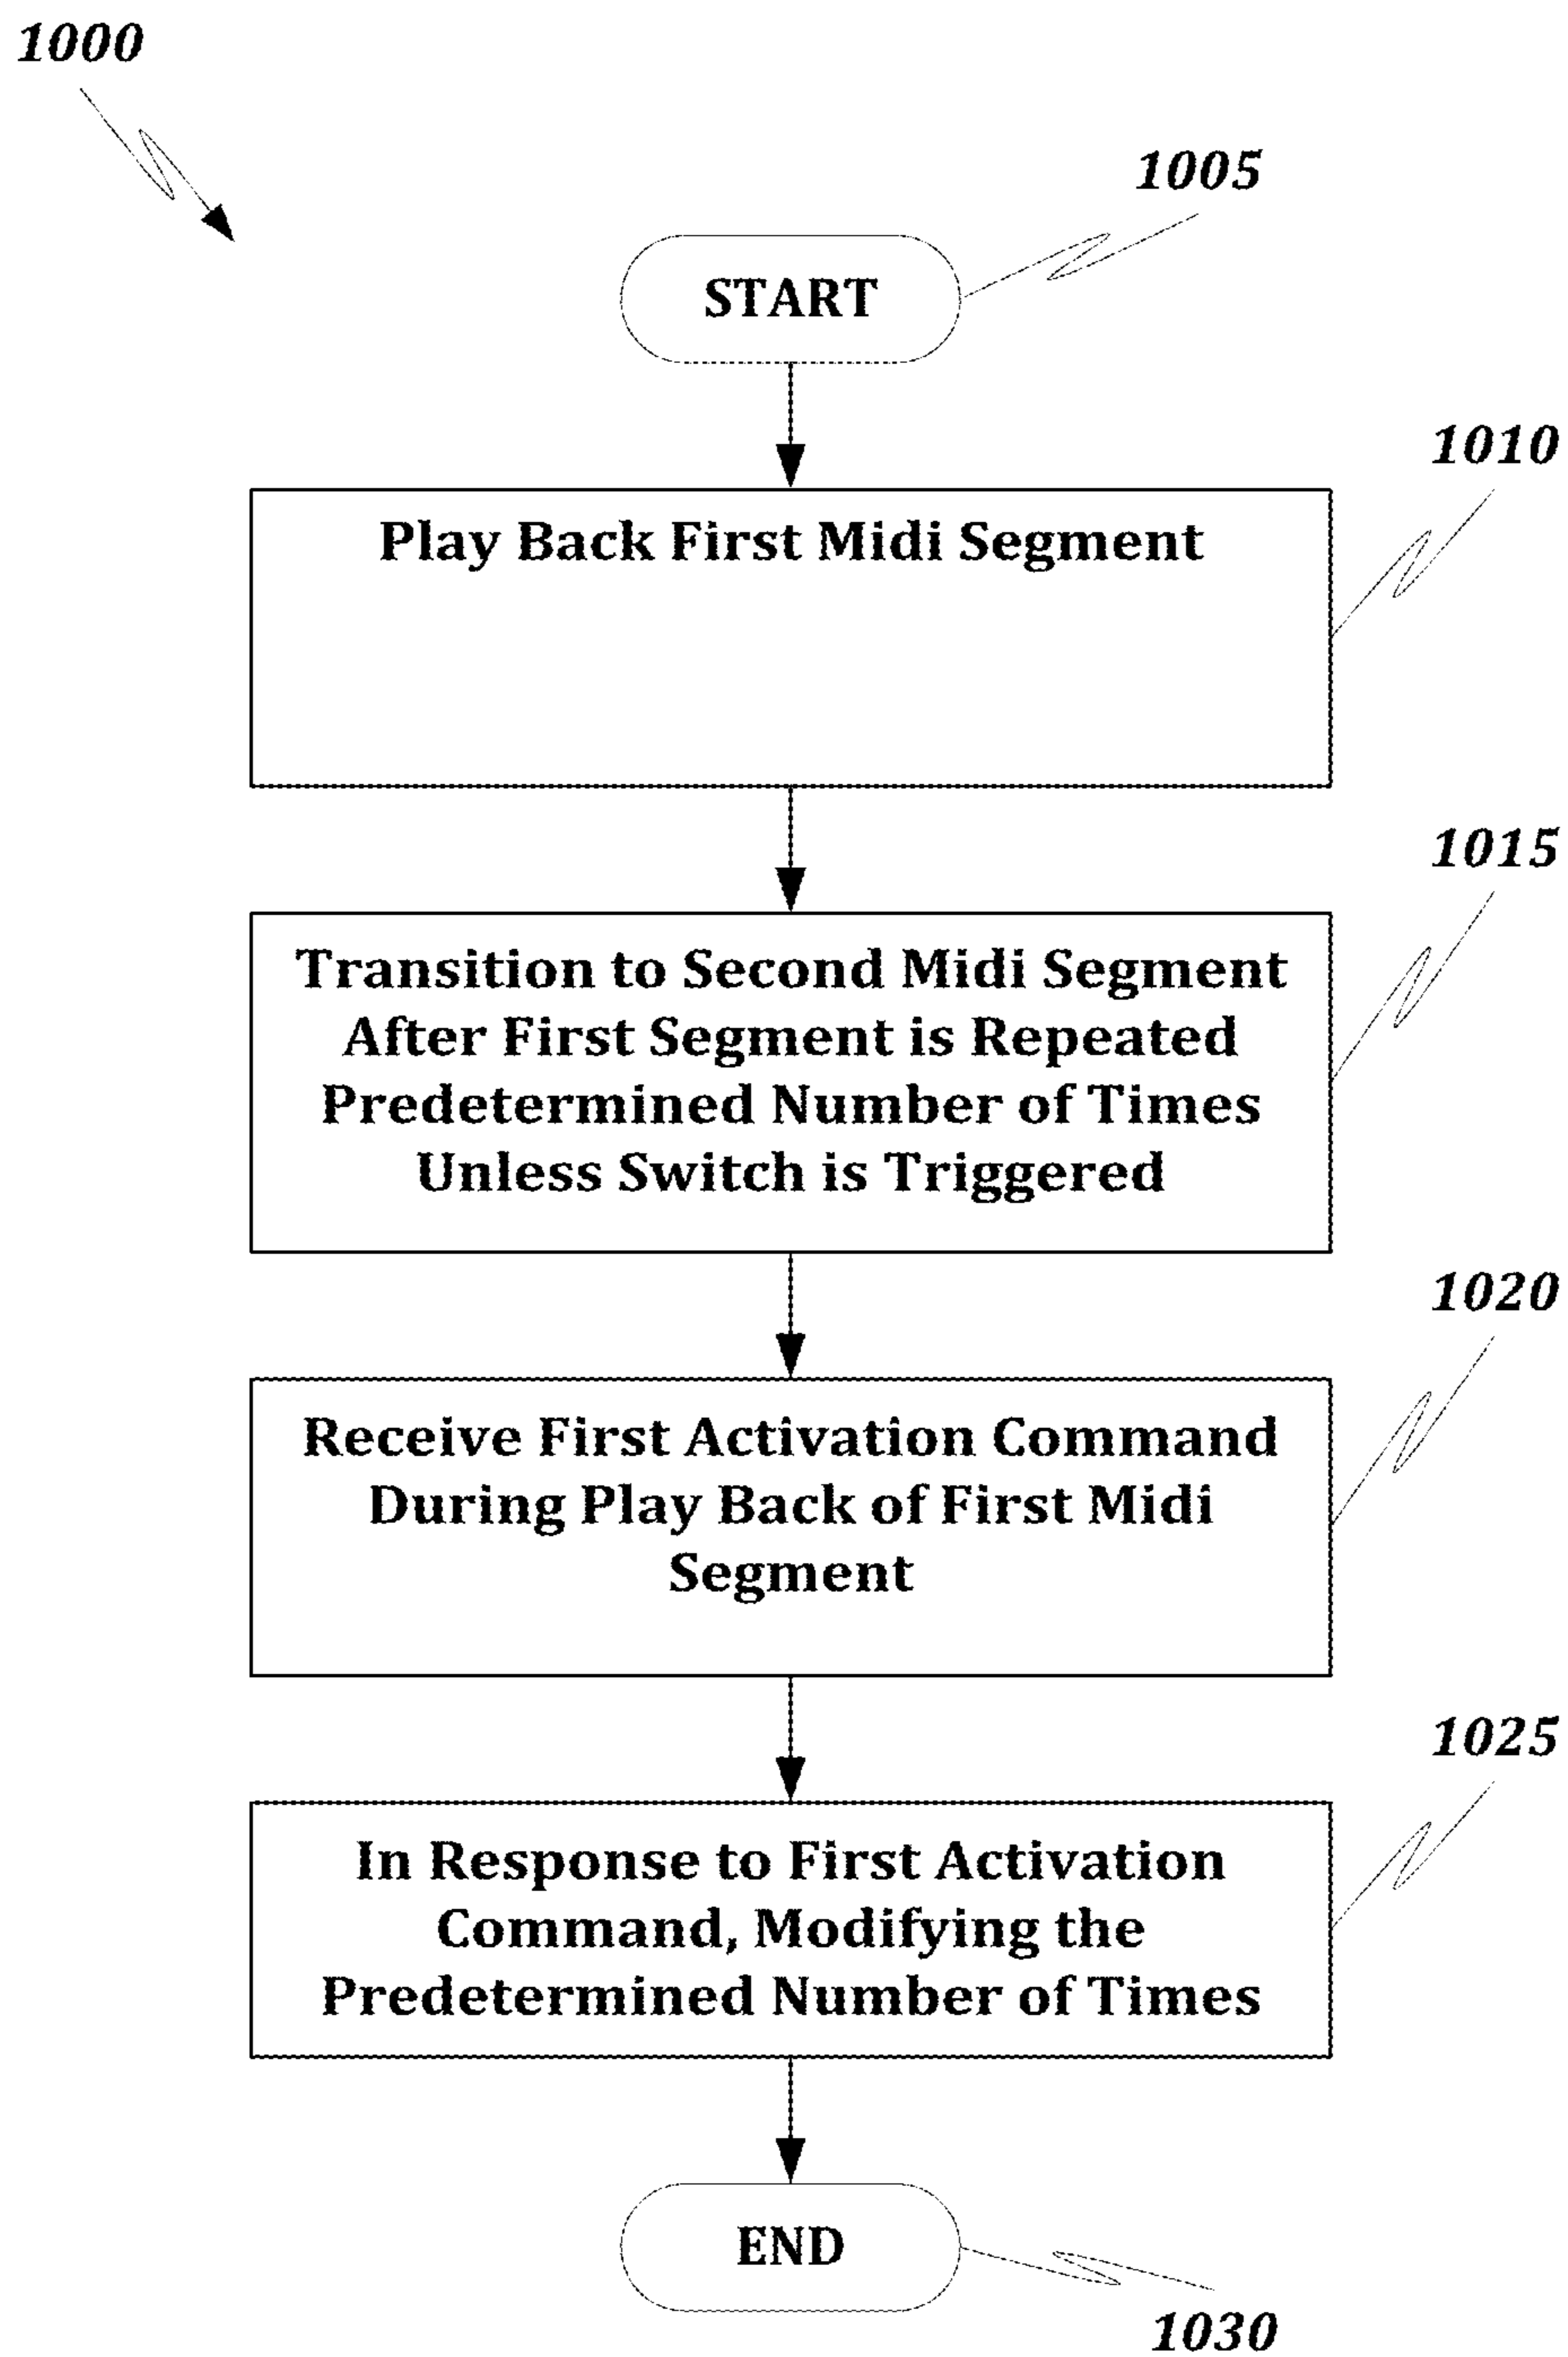 1000
1005
START
1010
Play Back First Midi Segment
1015
Transition to Second Midi Segment
After First Segment is Repeated
Predetermined Number of Times
Unless Switch is Triggered
1020
Receive First Activation Command
During Play Back of First Midi
Segment
1025
In Response to First Activation
Command, Modifying the
Predetermined Number of Times
END
1030